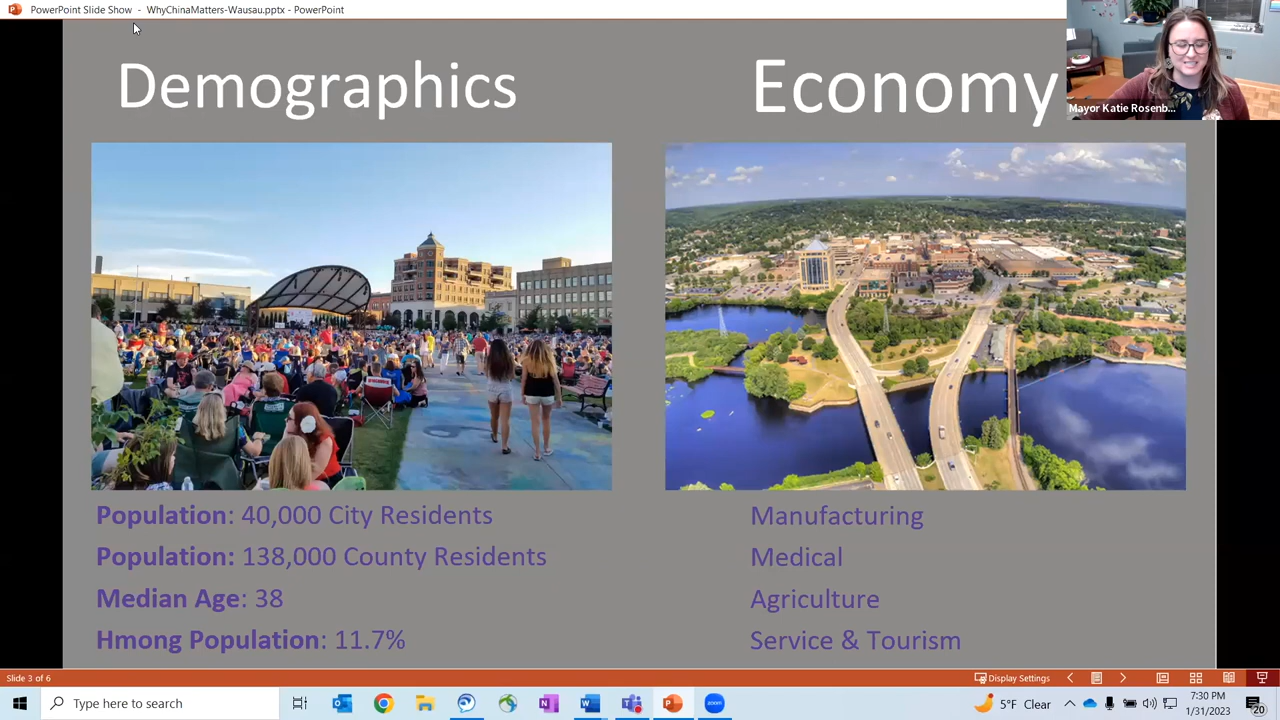 PowerPoint Slide Show - WhyChinaMatters-Wausau.pptx - PowerPoint
Mayor Katie Rosenb...
Demographics
Economy
Population: 40,000 City Residents
Population: 138,000 County Residents
Median Age: 38
Hmong Population: 11.7%
Manufacturing
Medical
Agriculture
Service & Tourism
Slide 3 of 6
Display Settings
Type here to search
5°F Clear
7:30 PM
1/31/2023
20